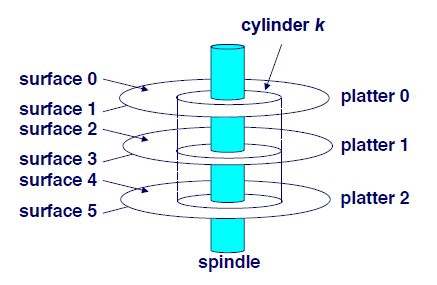 cylinder k
surface 0
platter 0
surface 1
surface 2
platter 1
surface 3
surface 4
platter 2
surface 5
spindle